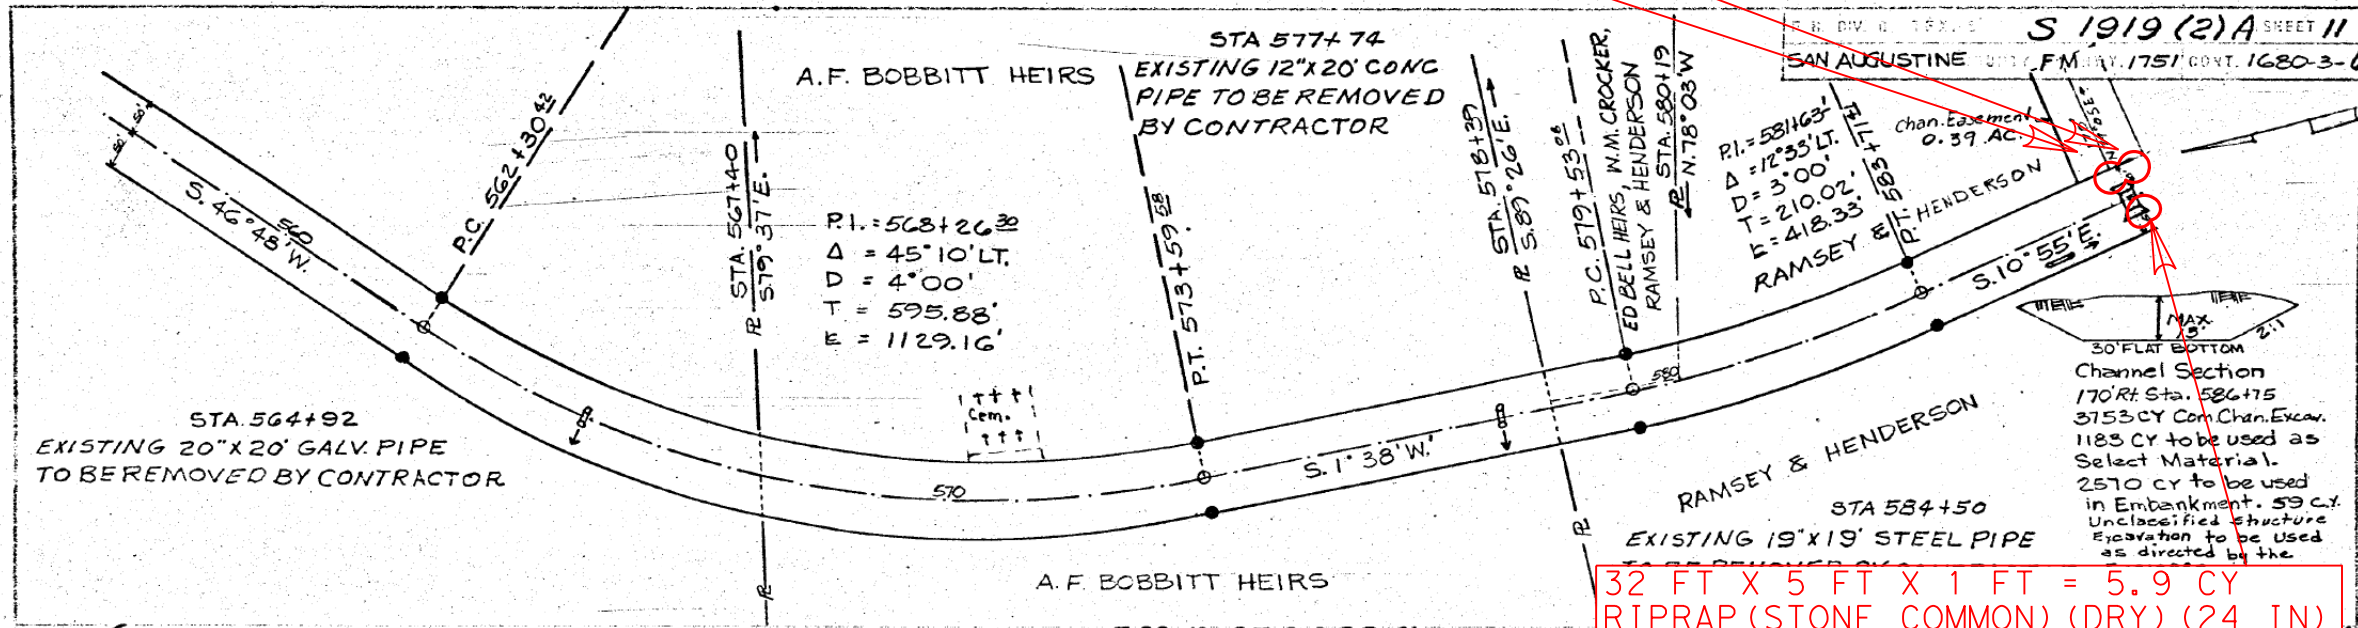 S 1919 (2) A SHEET 11
SAN AUGUSTINE F.M. 1751 CONT. 1680-3-
A.F. BOBBITT HEIRS
STA 577+74
EXISTING 12"X20' CONC
PIPE TO BE REMOVED
BY CONTRACTOR
50'
50'
S. 46°48' W.
560
P.C. 562+30.42
STA. 567+40
S.79°37'E.
P.I.=568+26.30
Δ = 45°10' LT.
D = 4°00'
T = 595.88'
L = 1129.16'
P.T. 573+59.58
STA. 578+39
S.89°26'E.
P.C. 579+53.08
ED BELL HEIRS, W.M. CROCKER,
RAMSEY & HENDERSON
STA. 580+19
N.78°03'W
P.I.=581+63
Δ = 12°33' LT.
D = 3°00'
T = 210.02'
L = 418.33'
P.T. 583+71
Chan. Easement
0.39 AC.
RAMSEY & HENDERSON
S.10°55'E.
MAX
2:1
30' FLAT BOTTOM
Channel Section
170' Rt. Sta. 586+75
3753 CY Com. Chan. Excav.
1183 CY to be used as
Select Material.
2570 CY to be used
in Embankment. 59 C.Y.
Unclassified Structure
Excavation to be used
as directed by the
STA. 564+92
EXISTING 20"X20' GALV. PIPE
TO BE REMOVED BY CONTRACTOR
Cem.
570
S. 1°38' W.
580
RAMSEY & HENDERSON
STA 584+50
EXISTING 19"X19' STEEL PIPE
A.F. BOBBITT HEIRS
32 FT X 5 FT X 1 FT = 5.9 CY
RIPRAP (STONE COMMON) (DRY) (24 IN)